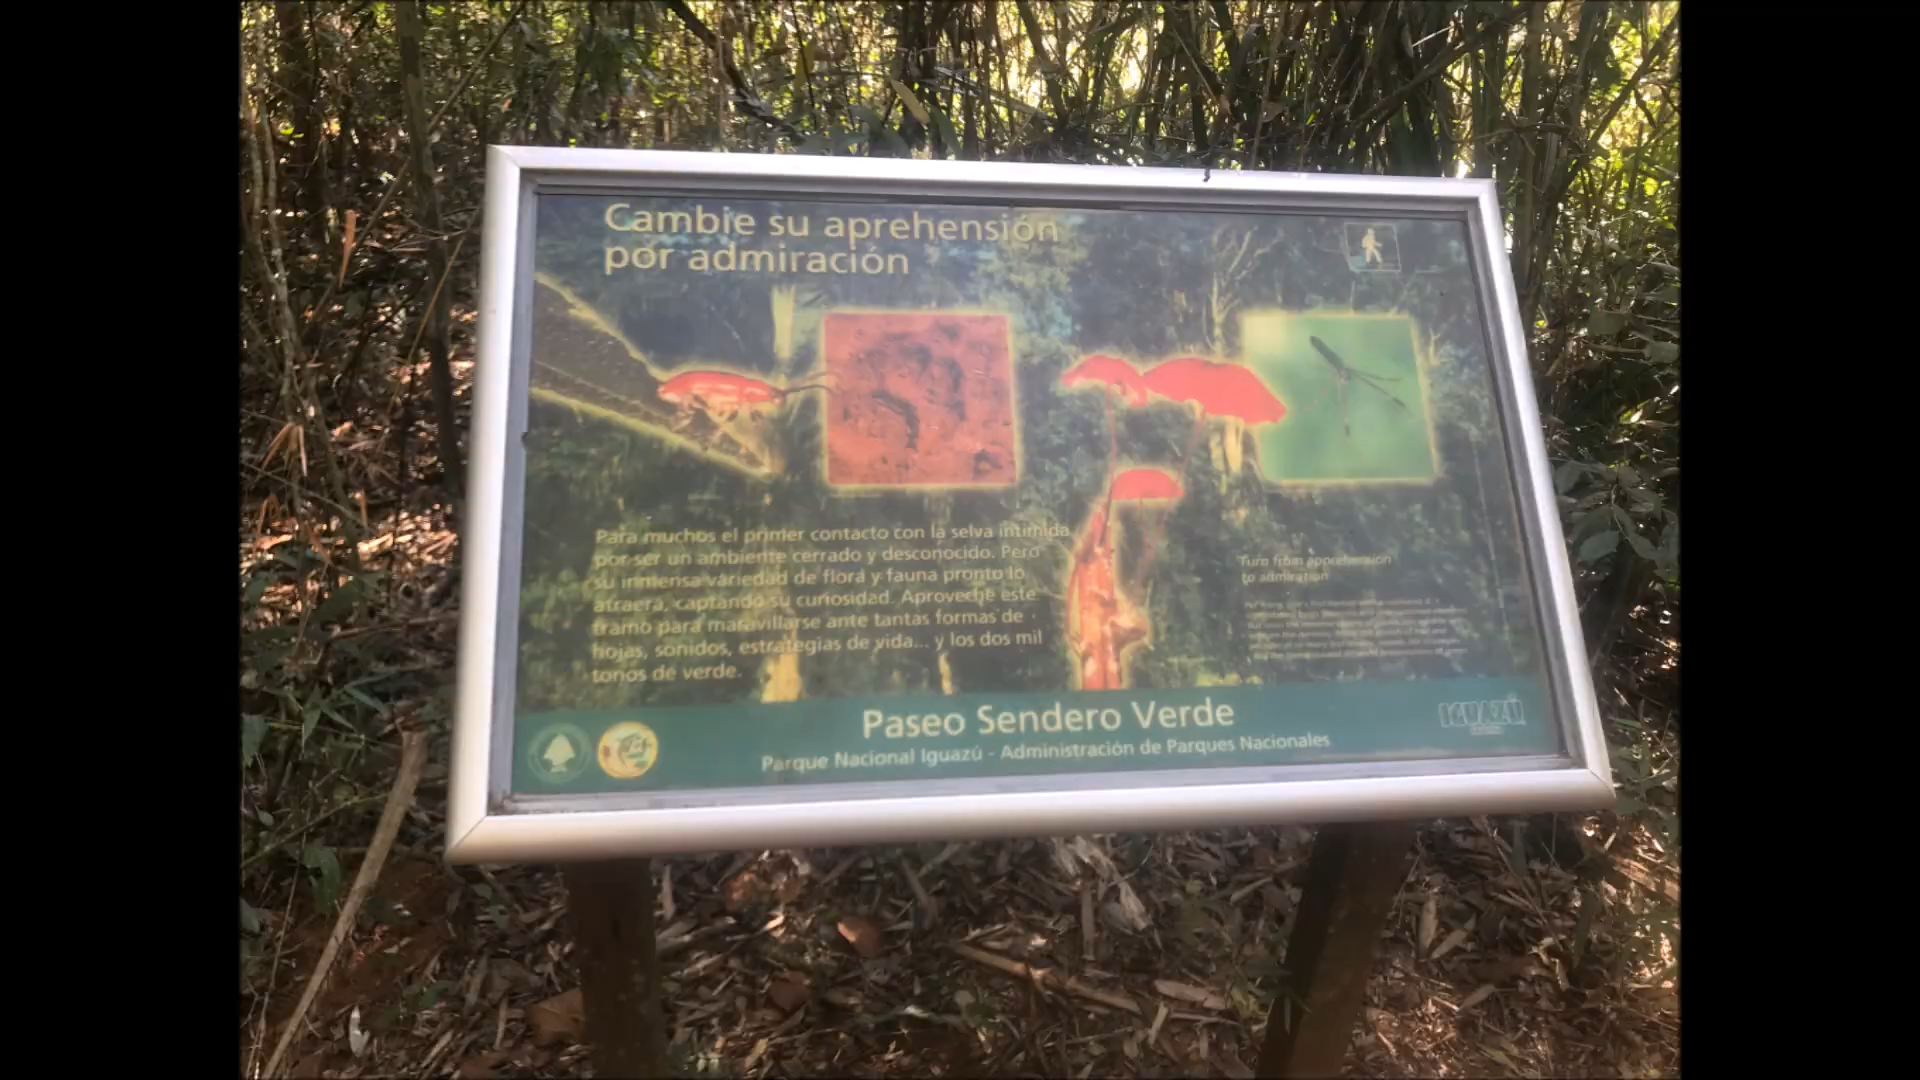 Cambie su aprehensión
por admiración
Para muchos el primer contacto con la selva intimida
por ser un ambiente cerrado y desconocido. Pero
su inmensa variedad de flora y fauna pronto lo
atraerá, captando su curiosidad. Aproveche este
tramo para maravillarse ante tantas formas de
hojas, sonidos, estrategias de vida... y los dos mil
tonos de verde.
Turn from apprehension
to admiration
Paseo Sendero Verde
Parque Nacional Iguazú - Administración de Parques Nacionales
IGUAZÚ